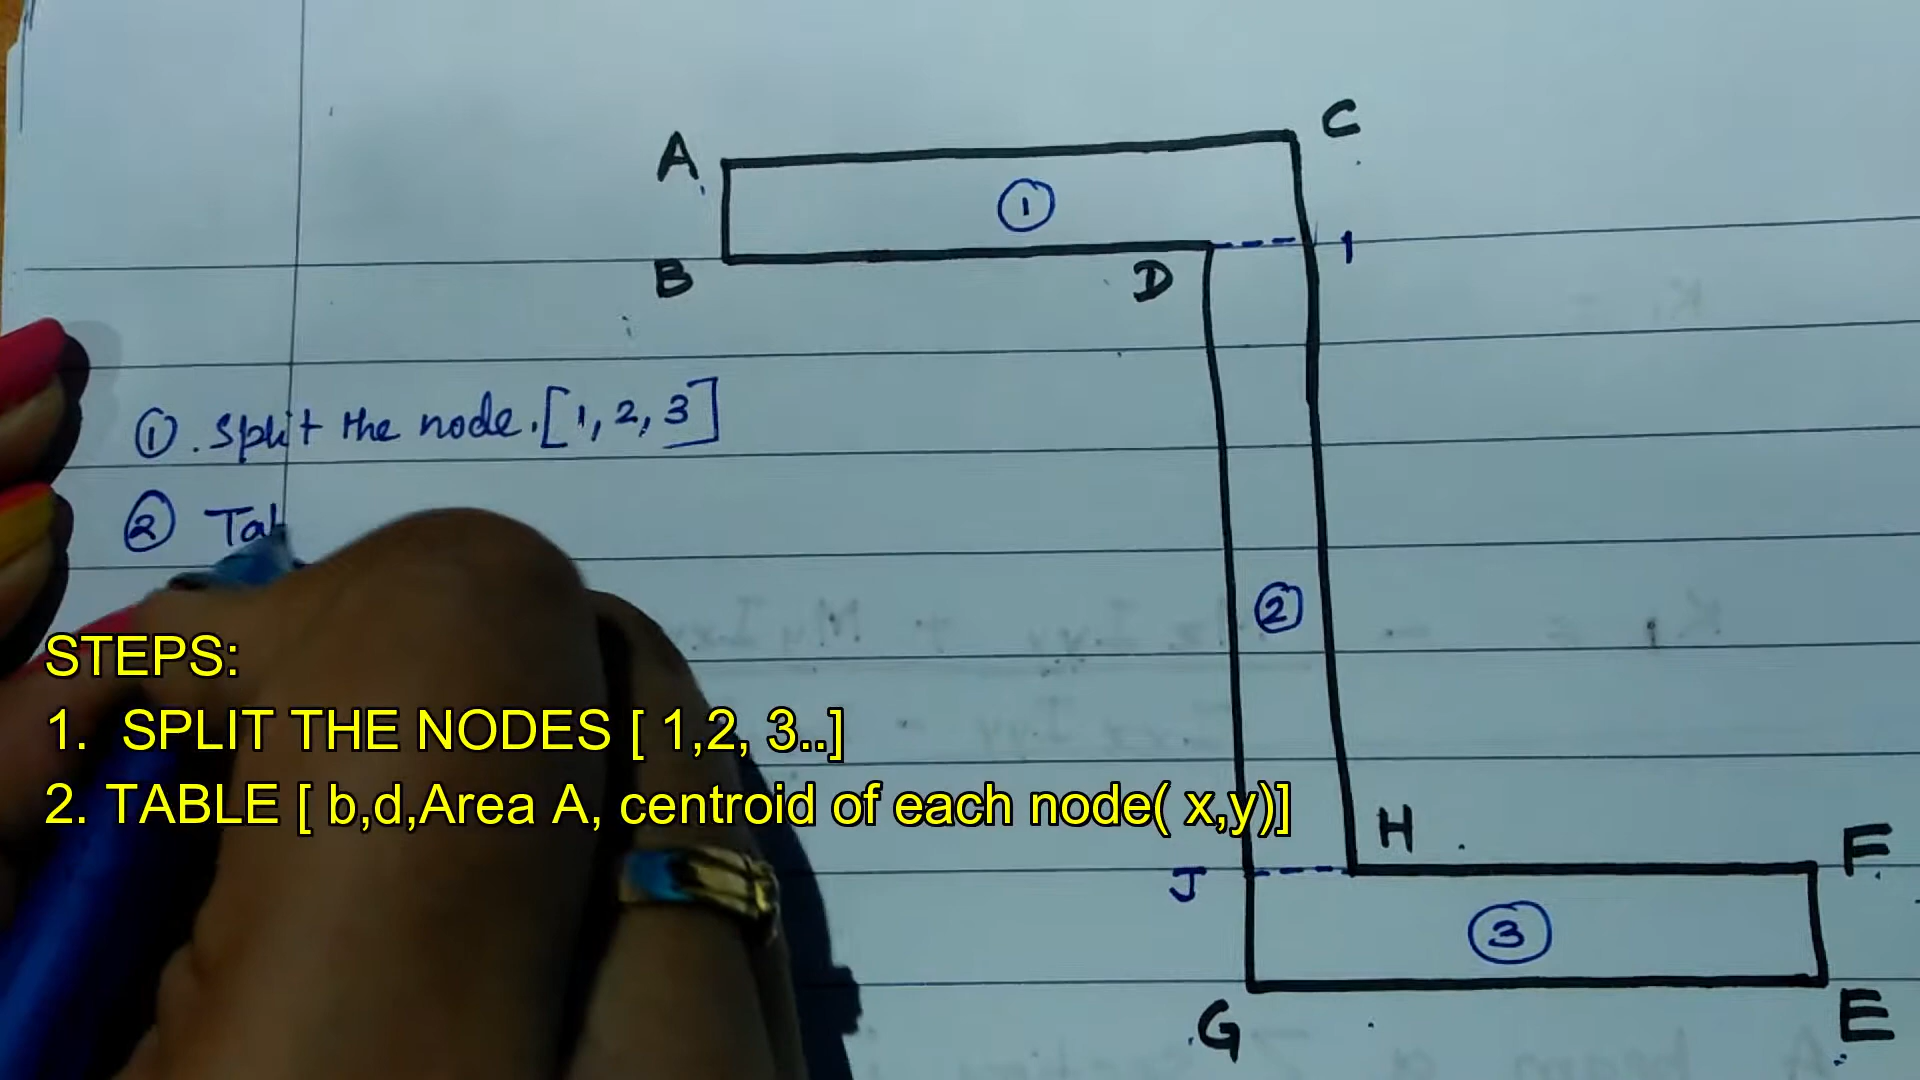 A
C
①
1
B
D
①. Split the node. [1, 2, 3]
② Tab
②
STEPS:
1. SPLIT THE NODES [ 1,2, 3..]
2. TABLE [ b,d,Area A, centroid of each node( x,y)]
H
F
J
③
G
E